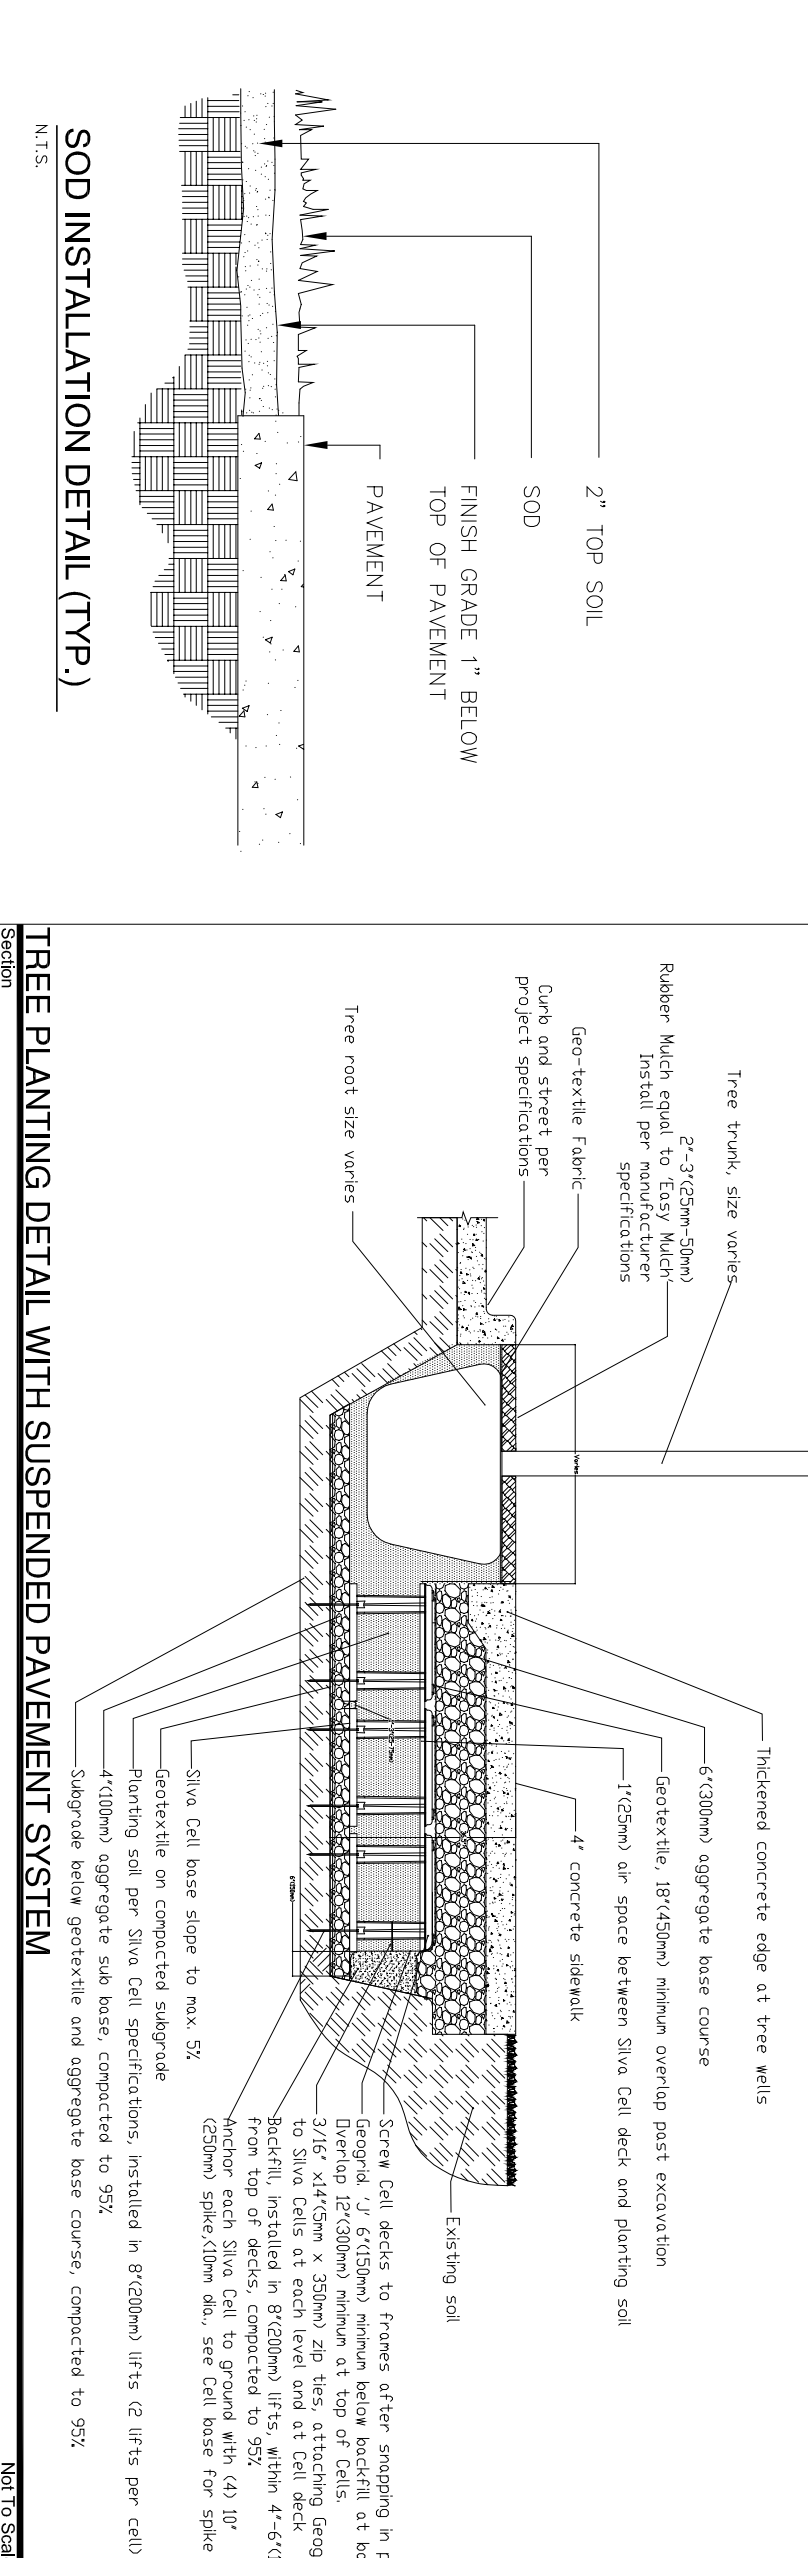 2" TOP SOIL
SOD
FINISH GRADE 1" BELOW
TOP OF PAVEMENT
PAVEMENT
SOD INSTALLATION DETAIL (TYP.)
N.T.S.
Tree trunk, size varies
2"-3"(25mm-50mm)
Rubber Mulch equal to 'Easy Mulch'
Install per manufacturer
specifications
Geo-textile Fabric
Curb and street per
project specifications
Tree root size varies
Varies
Thickened concrete edge at tree wells
6"(300mm) aggregate base course
Geotextile, 18"(450mm) minimum overlap past excavation
1"(25mm) air space between Silva Cell deck and planting soil
4" concrete sidewalk
Existing soil
Screw Cell decks to frames after snapping in
Geogrid. 'J' 6"(150mm) minimum below backfill at
Overlap 12"(300mm) minimum at top of Cells.
3/16" x14"(5mm x 350mm) zip ties, attaching
to Silva Cells at each level and at Cell deck
Backfill, installed in 8"(200mm) lifts, within 4"-6"
from top of decks, compacted to 95%
Anchor each Silva Cell to ground with (4) 10"
(250mm) spike,(10mm dia., see Cell base for spike
Silva Cell base slope to max. 5%
Geotextile on compacted subgrade
Planting soil per Silva Cell specifications, installed in 8"(200mm) lifts (2 lifts per cell)
4"(100mm) aggregate sub base, compacted to 95%
Subgrade below geotextile and aggregate base course, compacted to 95%
6"(150mm)
TREE PLANTING DETAIL WITH SUSPENDED PAVEMENT SYSTEM
Section
Not To